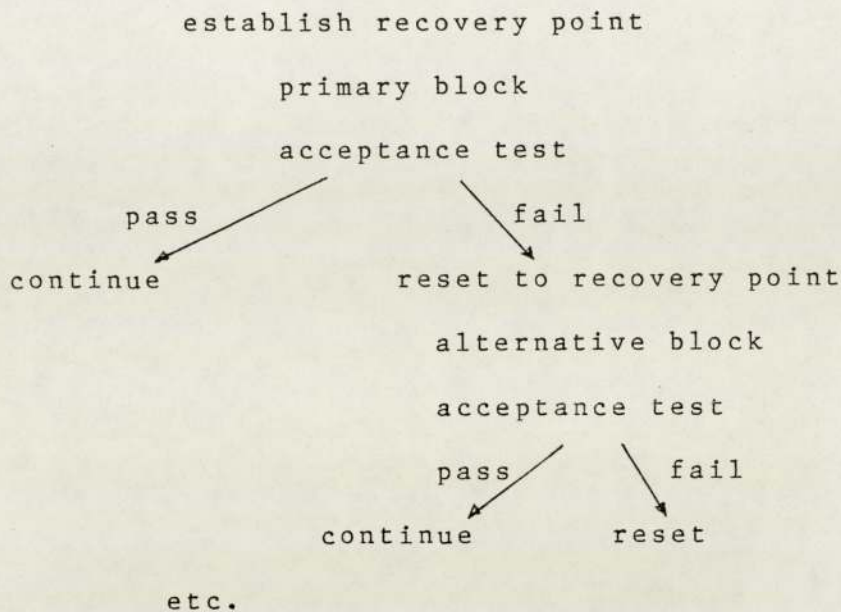 establish recovery point
primary block
acceptance test
pass fail
continue reset to recovery point
alternative block
acceptance test
pass fail
continue reset
etc.